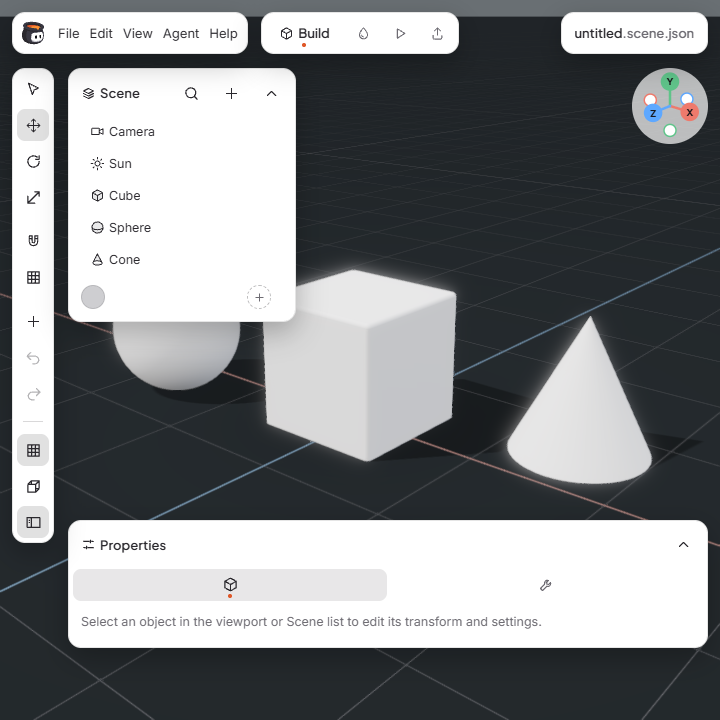 File Edit View Agent Help
Build
untitled.scene.json
Scene
Camera
Sun
Cube
Sphere
Cone
Y
Z
X
Properties
Select an object in the viewport or Scene list to edit its transform and settings.